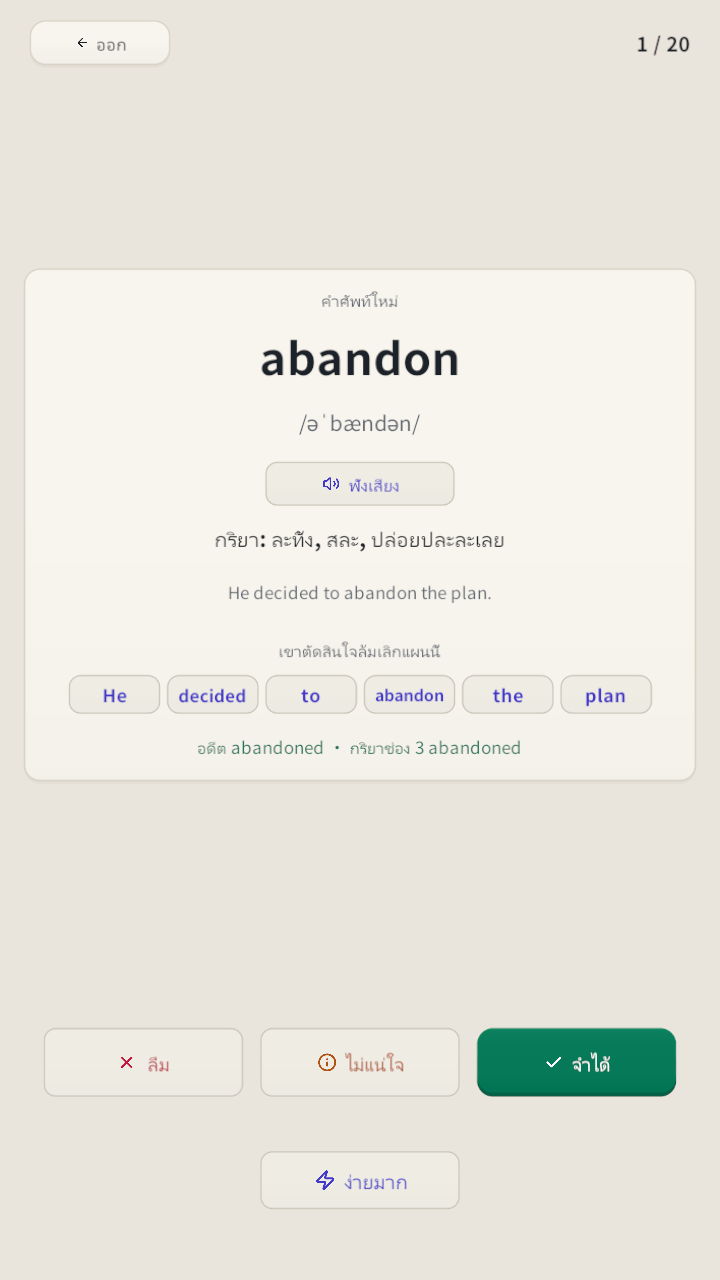 ออก
1 / 20
คำศัพท์ใหม่
abandon
/əˈbændən/
ฟังเสียง
กริยา: ละทิ้ง, สละ, ปล่อยปละละเลย
He decided to abandon the plan.
เขาตัดสินใจล้มเลิกแผนนี้
He decided to abandon the plan
อดีต abandoned • กริยาช่อง 3 abandoned
ลืม ไม่แน่ใจ จำได้
ง่ายมาก